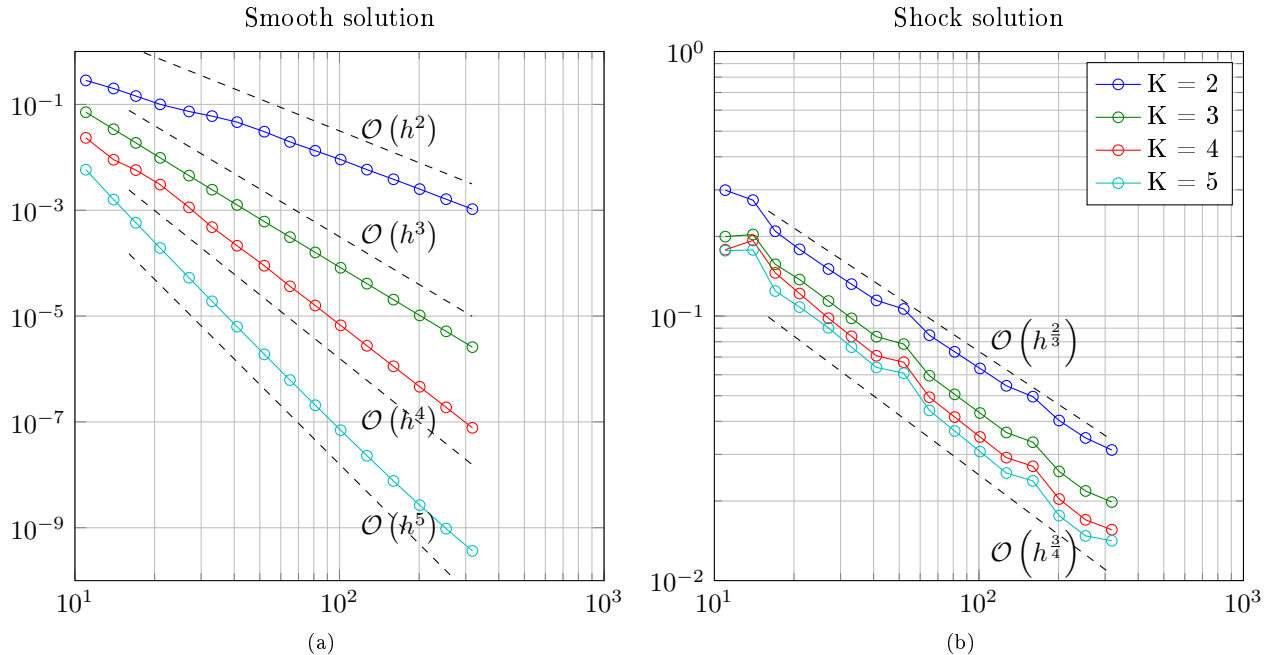 Smooth solution
10^{-1}
10^{-3}
10^{-5}
10^{-7}
10^{-9}
10^1
10^2
10^3
O(h^2)
O(h^3)
O(h^4)
O(h^5)
(a)
Shock solution
10^0
10^{-1}
10^{-2}
10^1
10^2
10^3
K = 2
K = 3
K = 4
K = 5
O(h^{2/3})
O(h^{3/4})
(b)